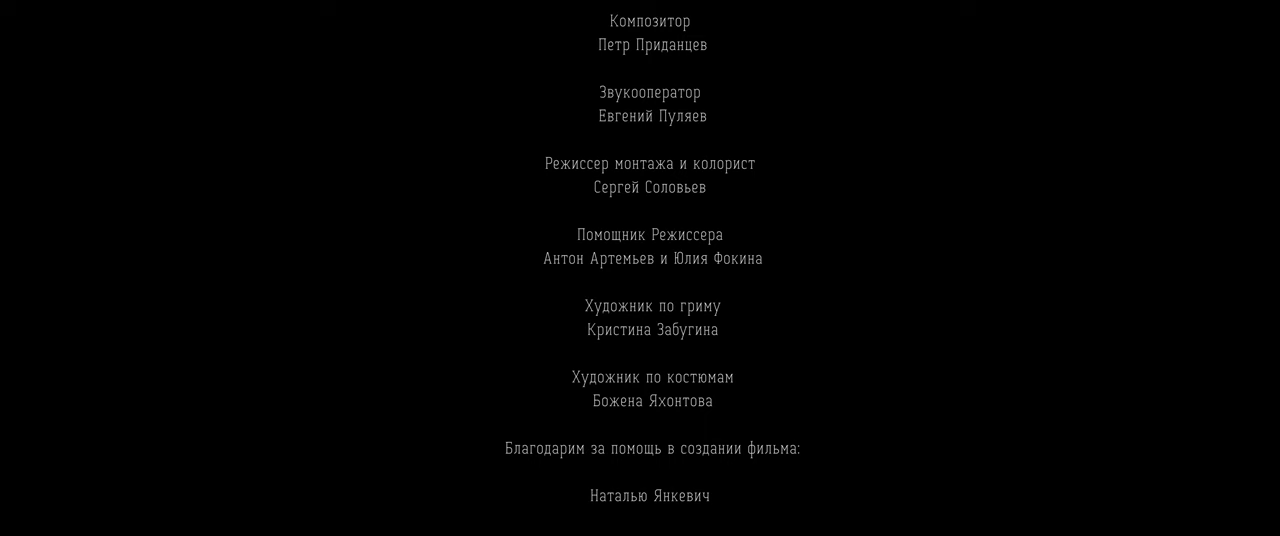 Композитор
Петр Приданцев
Звукооператор
Евгений Пуляев
Режиссер монтажа и колорист
Сергей Соловьев
Помощник Режиссера
Антон Артемьев и Юлия Фокина
Художник по гриму
Кристина Забугина
Художник по костюмам
Божена Яхонтова
Благодарим за помощь в создании фильма:
Наталью Янкевич